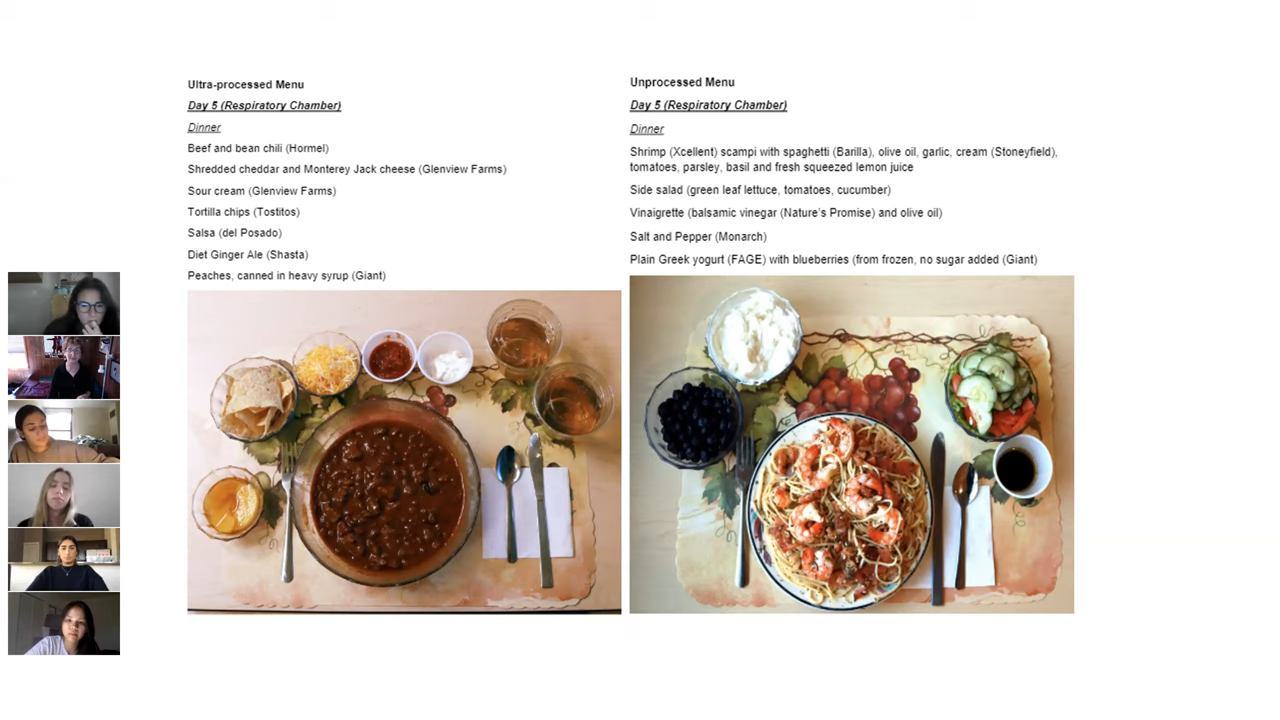 Ultra-processed Menu
Day 5 (Respiratory Chamber)
Dinner
Beef and bean chili (Hormel)
Shredded cheddar and Monterey Jack cheese (Glenview Farms)
Sour cream (Glenview Farms)
Tortilla chips (Tostitos)
Salsa (del Posado)
Diet Ginger Ale (Shasta)
Peaches, canned in heavy syrup (Giant)
Unprocessed Menu
Day 5 (Respiratory Chamber)
Dinner
Shrimp (Xcellent) scampi with spaghetti (Barilla), olive oil, garlic, cream (Stoneyfield),
tomatoes, parsley, basil and fresh squeezed lemon juice
Side salad (green leaf lettuce, tomatoes, cucumber)
Vinaigrette (balsamic vinegar (Nature's Promise) and olive oil)
Salt and Pepper (Monarch)
Plain Greek yogurt (FAGE) with blueberries (from frozen, no sugar added (Giant)